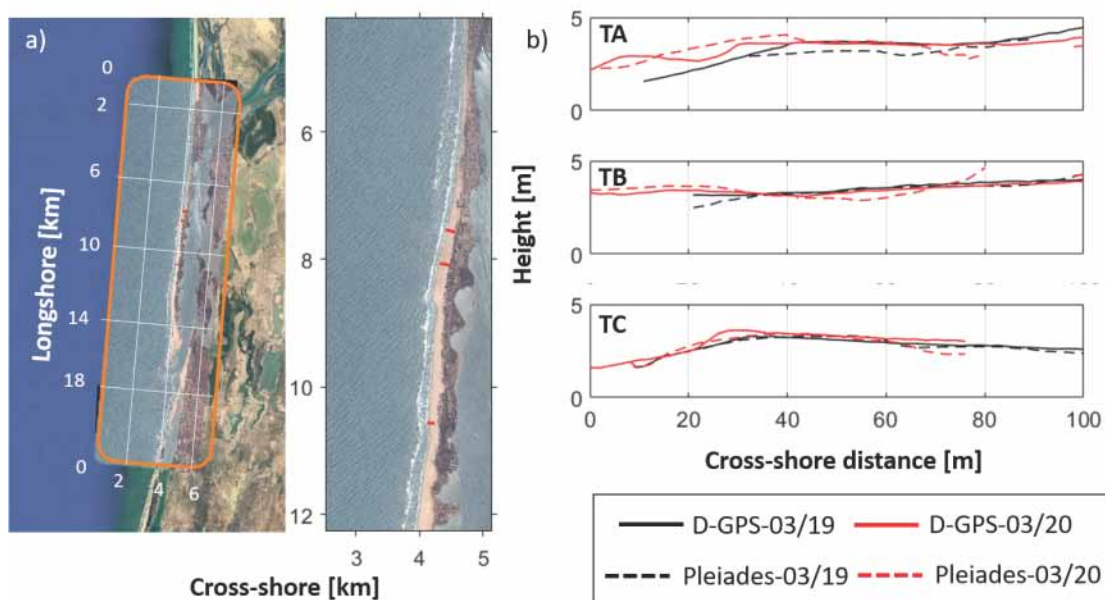 a)
0
2
6
10
14
18
0
2
4
6
Longshore [km]
6
8
10
12
3
4
5
Cross-shore [km]
b)
Height [m]
TA
5
0
TB
5
0
TC
5
0
0
20
40
60
80
100
Cross-shore distance [m]
D-GPS-03/19
D-GPS-03/20
Pleiades-03/19
Pleiades-03/20